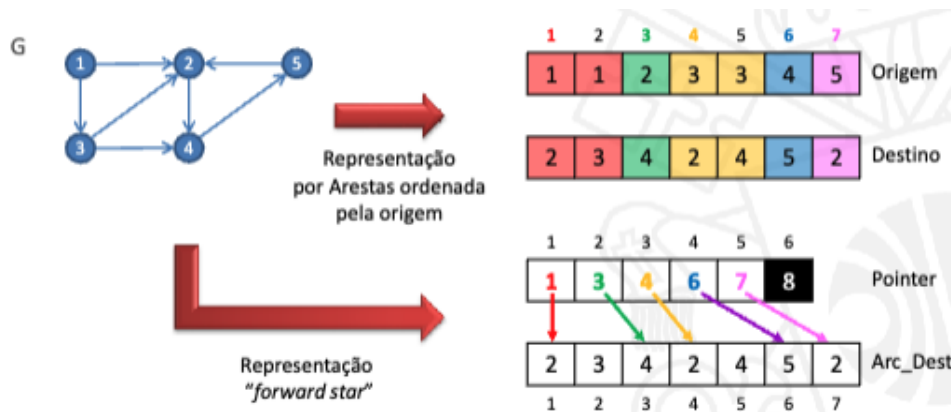 G
1 2 5
3 4
Representação
por Arestas ordenada
pela origem
1 2 3 4 5 6 7
1 1 2 3 3 4 5 Origem
2 3 4 2 4 5 2 Destino
Representação
"forward star"
1 2 3 4 5 6
1 3 4 6 7 8 Pointer
2 3 4 2 4 5 2 Arc_Dest
1 2 3 4 5 6 7